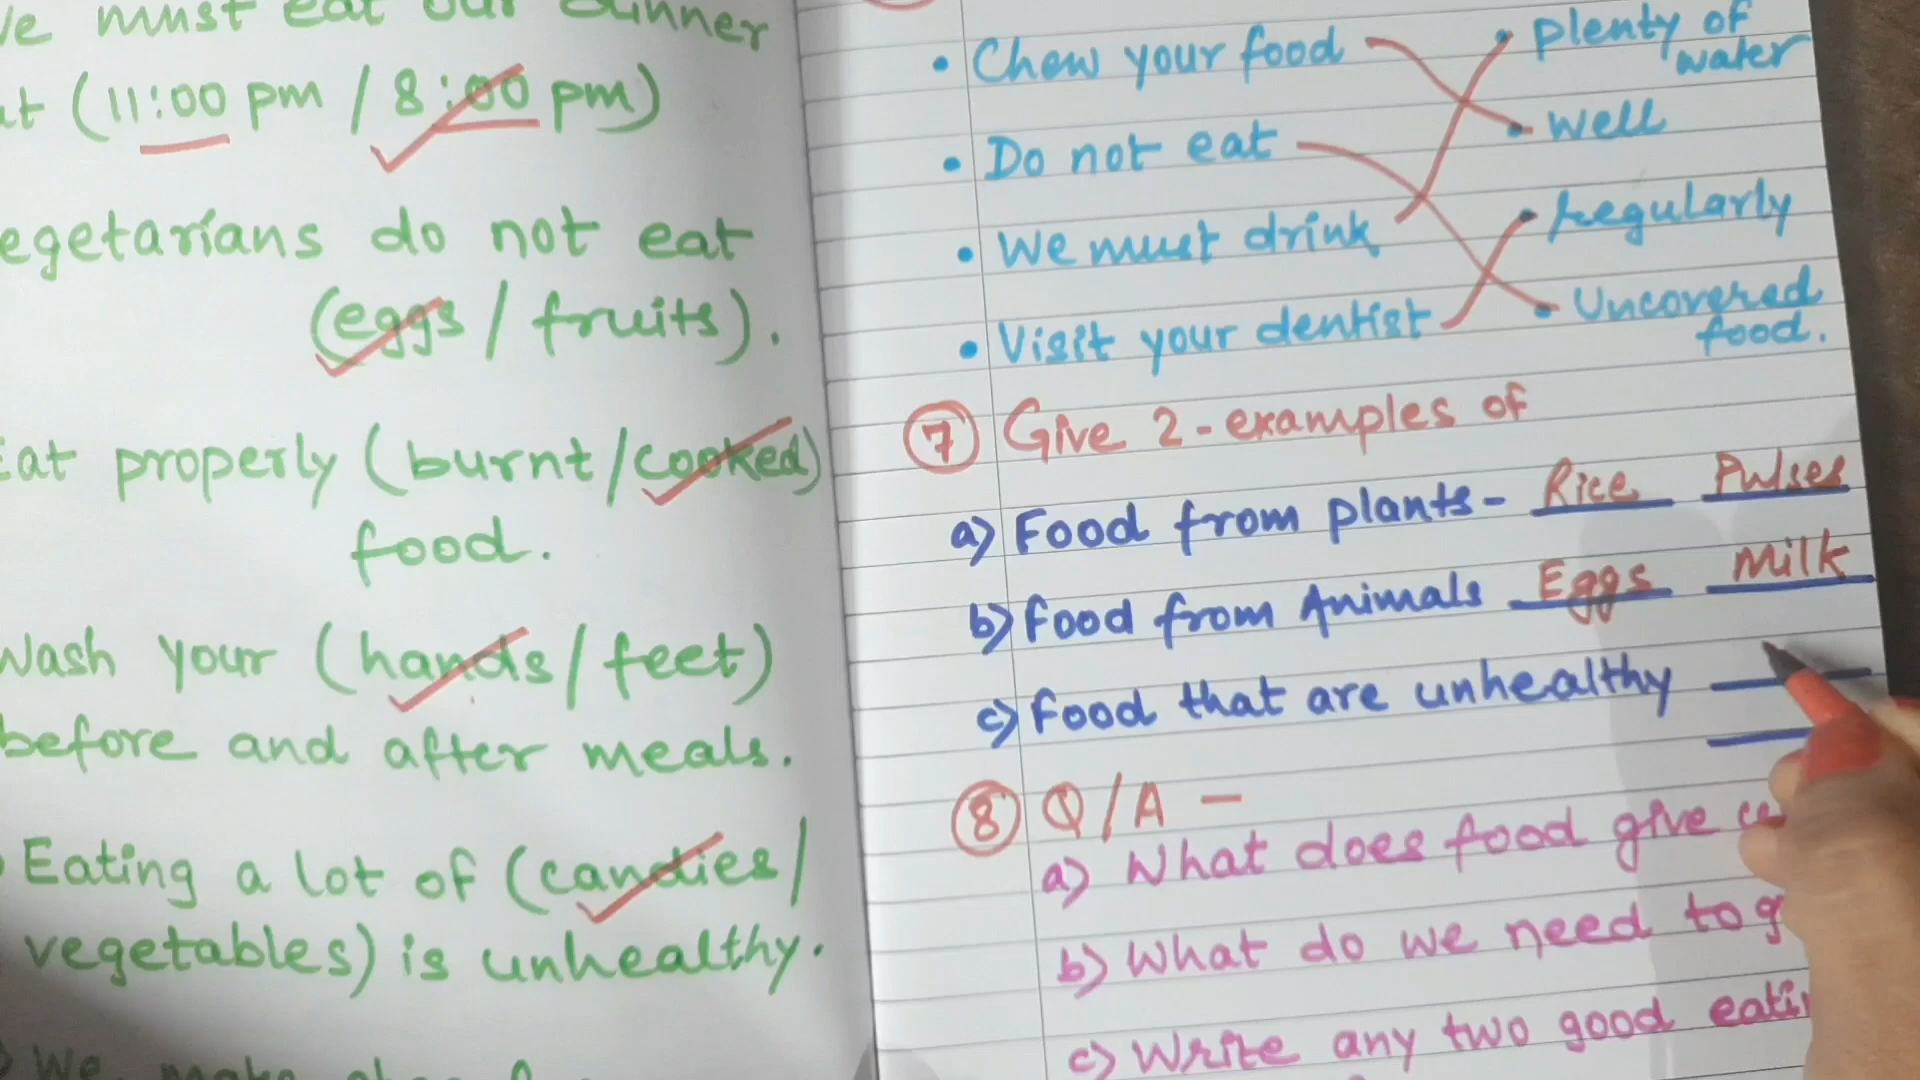 must eat our dinner
(11:00 pm / 8:00 pm)
do not eat
(eggs / fruits).
properly (burnt/cooked)
food.
Wash your (hands/feet)
before and after meals.
Eating a lot of (candies/
vegetables) is unhealthy.
We make
• Chew your food
• Do not eat
• We must drink
• Visit your dentist
• Plenty of
water
• Well
• Regularly
• Uncovered
food.
7 Give 2-examples of
a) Food from plants- Rice Pulses
b) Food from Animals Eggs Milk
c) Food that are unhealthy
8 Q/A -
a) What does food give
b) What do we need to
c) Write any two good